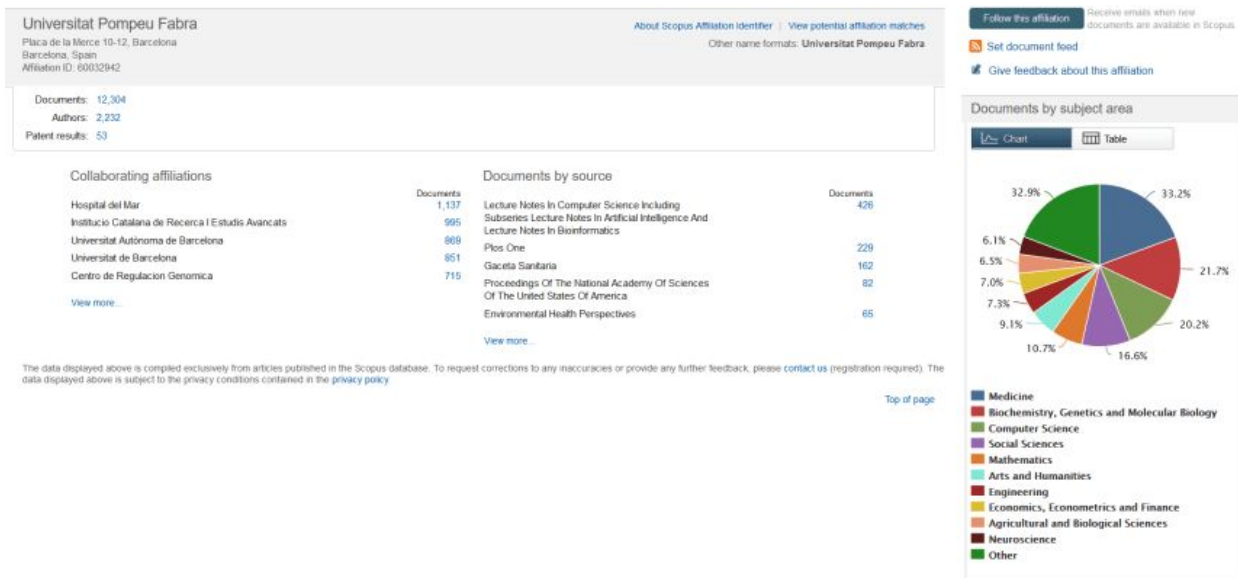 Universitat Pompeu Fabra
Placa de la Merce 10-12, Barcelona
Barcelona, Spain
Affiliation ID: 60032942
About Scopus Affiliation Identifier | View potential affiliation matches
Other name formats: Universitat Pompeu Fabra
Documents: 12,304
Authors: 2,232
Patent results: 53
Collaborating affiliations
Documents
Hospital del Mar 1,137
Institucio Catalana de Recerca I Estudis Avancats 995
Universitat Autònoma de Barcelona 869
Universitat de Barcelona 851
Centro de Regulacion Genomica 715
View more...
Documents by source
Documents
Lecture Notes In Computer Science Including 426
Subseries Lecture Notes In Artificial Intelligence And
Lecture Notes In Bioinformatics
Plos One 229
Gaceta Sanitaria 162
Proceedings Of The National Academy Of Sciences 82
Of The United States Of America
Environmental Health Perspectives 65
View more...
The data displayed above is compiled exclusively from articles published in the Scopus database. To request corrections to any inaccuracies or provide any further feedback, please contact us (registration required). The
data displayed above is subject to the privacy conditions contained in the privacy policy.
Top of page
Follow this affiliation
Receive emails when new
documents are available in Scopus
Set document feed
Give feedback about this affiliation
Documents by subject area
Chart
Table
32.9%
33.2%
6.1%
6.5%
21.7%
7.0%
7.3%
9.1%
20.2%
10.7%
16.6%
Medicine
Biochemistry, Genetics and Molecular Biology
Computer Science
Social Sciences
Mathematics
Arts and Humanities
Engineering
Economics, Econometrics and Finance
Agricultural and Biological Sciences
Neuroscience
Other